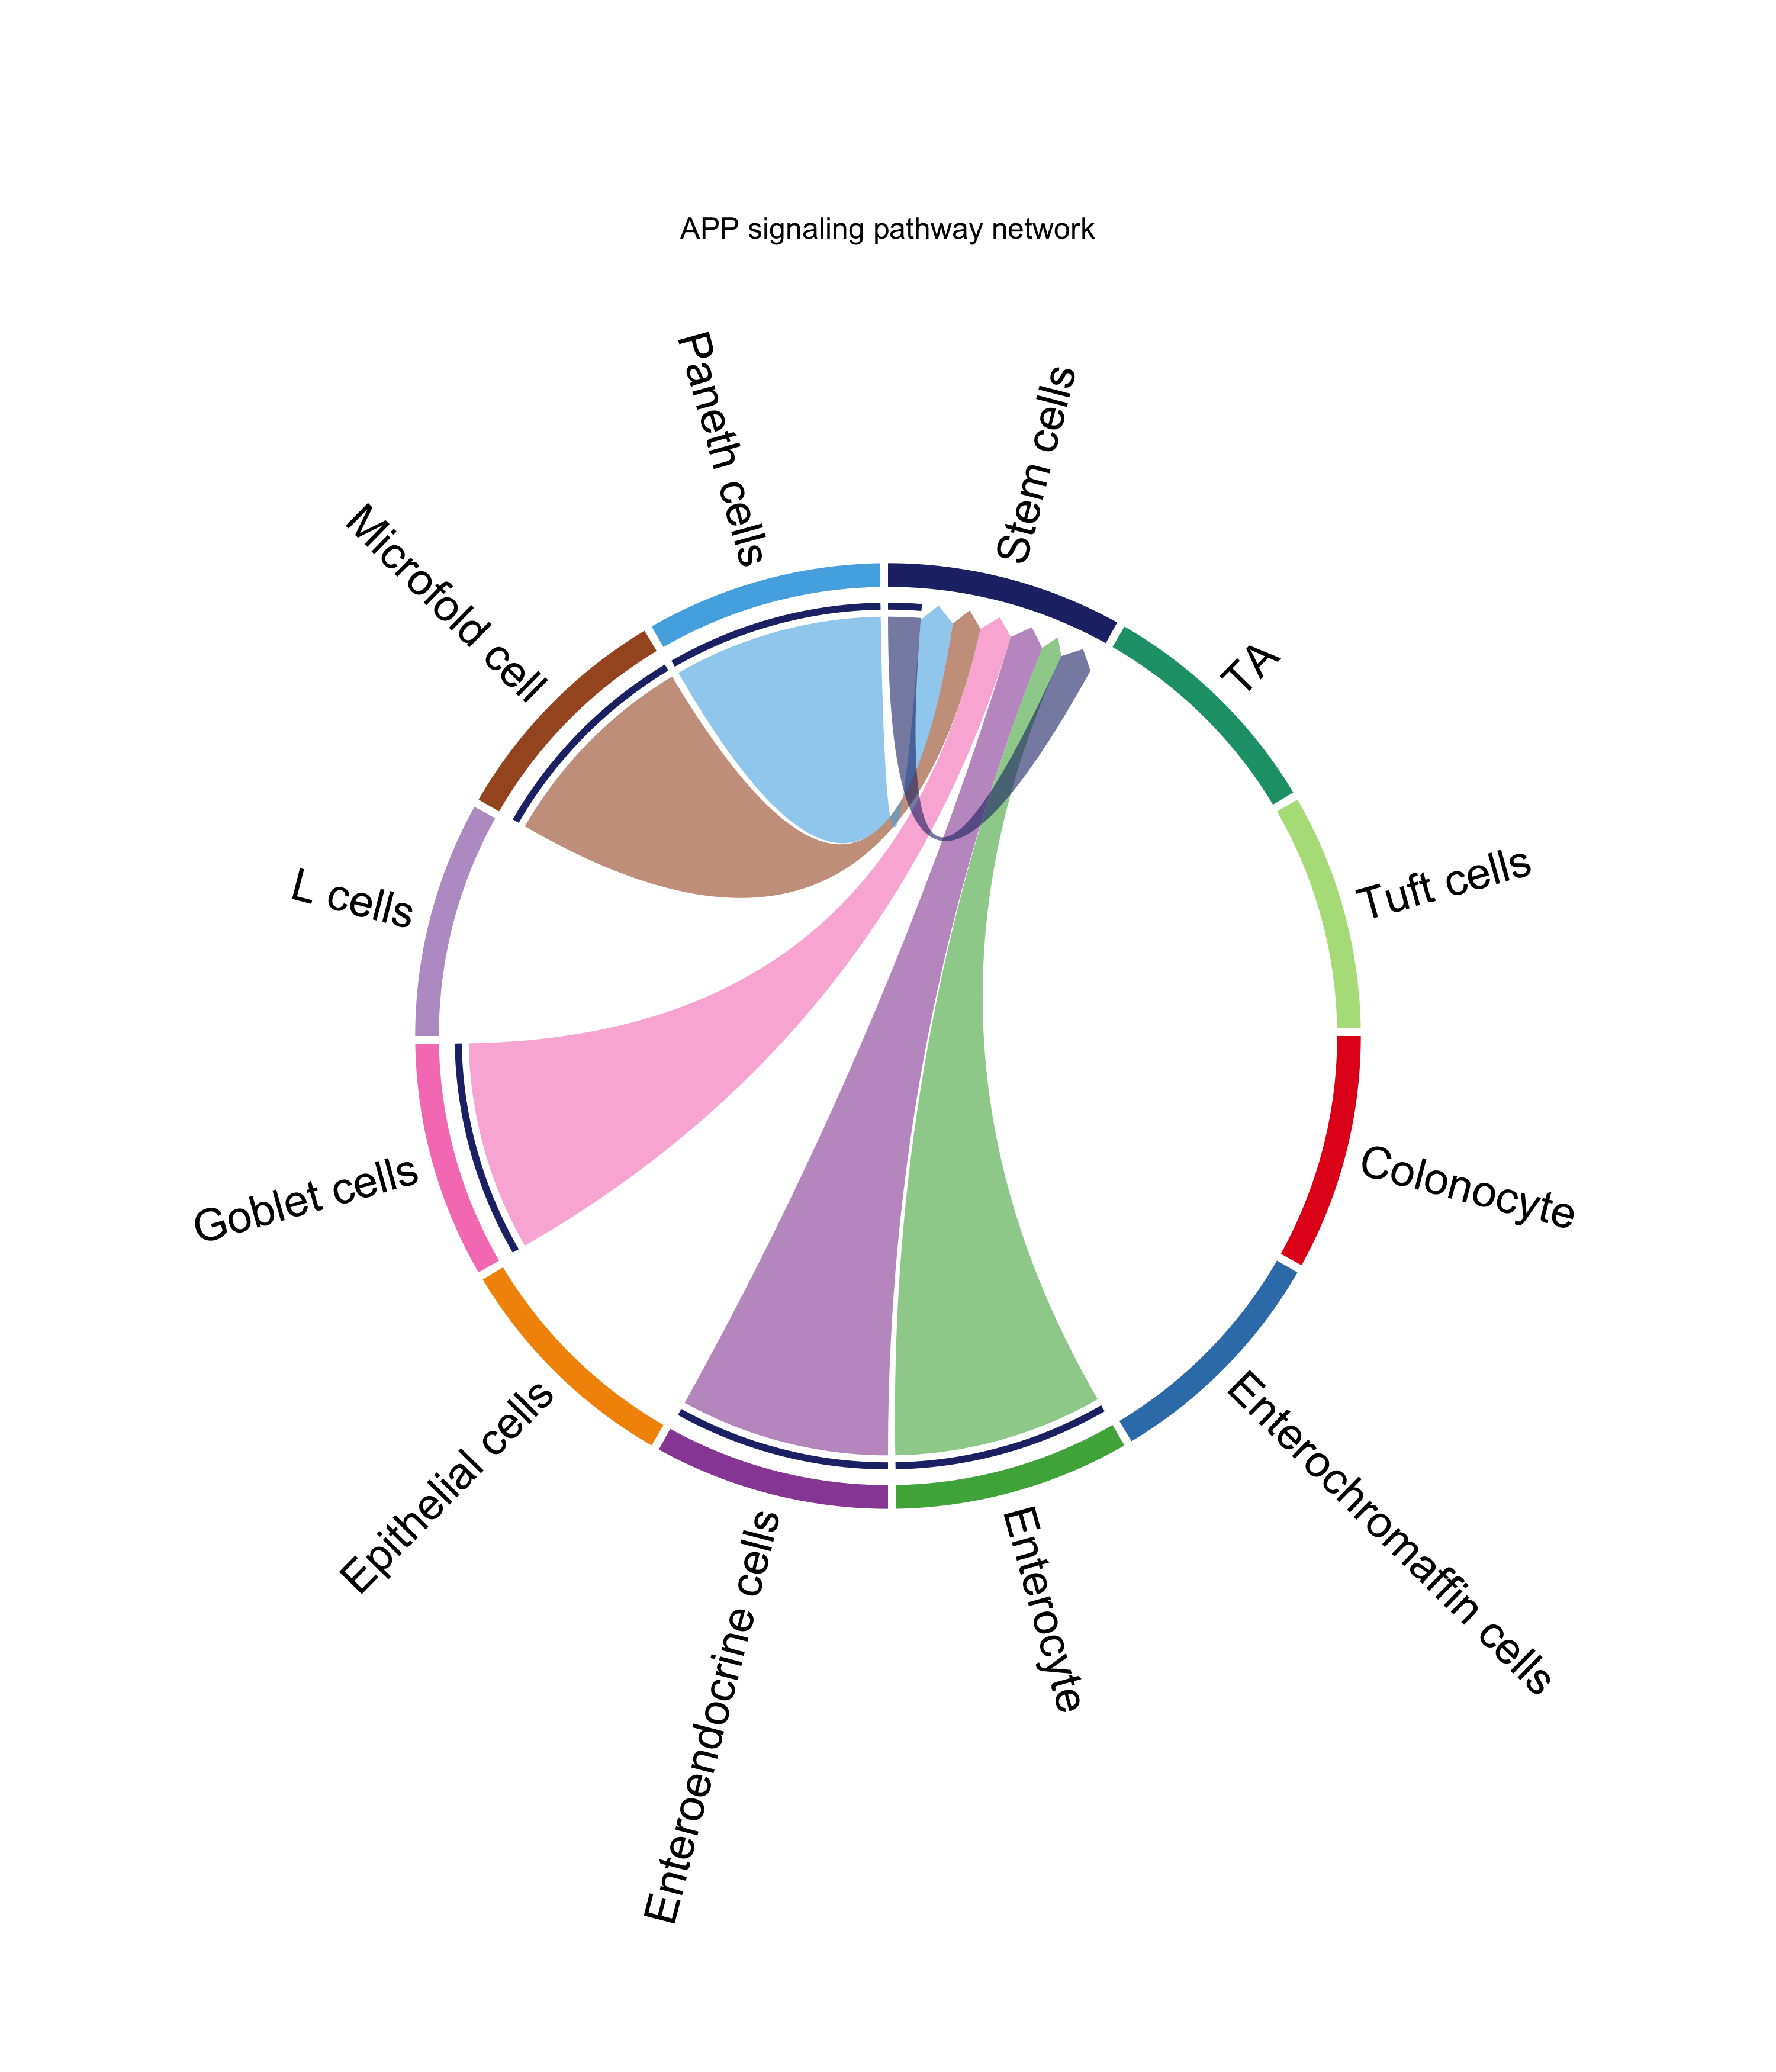 APP signaling pathway network
Paneth cells
Stem cells
Microfold cell
TA
L cells
Tuft cells
Goblet cells
Colonocyte
Epithelial cells
Enterochromaffin cells
Enteroendocrine cells
Enterocyte